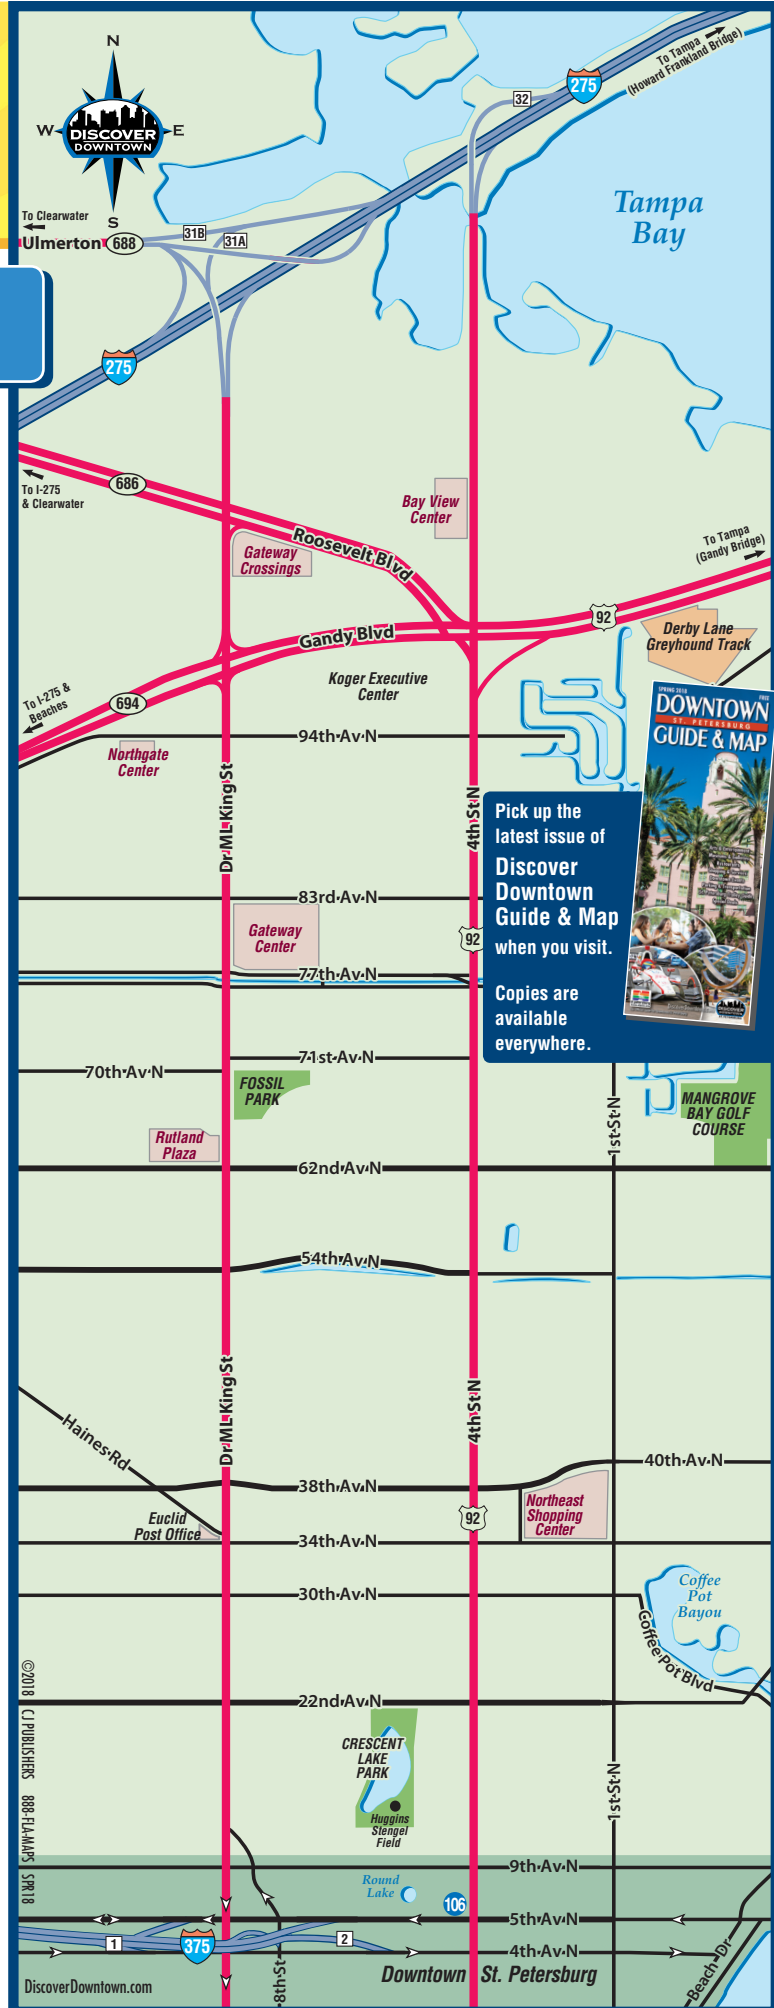 N
W
DISCOVER
DOWNTOWN
E
S
32
275
To Tampa
(Howard Frankland Bridge)
Tampa
Bay
To Clearwater
Ulmerton 688
31B
31A
275
686
To I-275
& Clearwater
Bay View
Center
Roosevelt Blvd
Gateway
Crossings
To Tampa
(Gandy Bridge)
92
Gandy Blvd
Derby Lane
Greyhound Track
Koger Executive
Center
To I-275 &
Beaches
694
94th Av N
Northgate
Center
Dr ML King St
4th St N
SPRING 2018
FREE
DOWNTOWN
ST. PETERSBURG
GUIDE & MAP
Pick up the
latest issue of
Discover
Downtown
Guide & Map
when you visit.
Copies are
available
everywhere.
83rd Av N
Gateway
Center
92
77th Av N
71st Av N
70th Av N
FOSSIL
PARK
1st St N
MANGROVE
BAY GOLF
COURSE
Rutland
Plaza
62nd Av N
54th Av N
Dr ML King St
4th St N
Haines Rd
40th Av N
38th Av N
Northeast
Shopping
Center
92
Euclid
Post Office
34th Av N
30th Av N
Coffee
Pot
Bayou
Coffee Pot Blvd
22nd Av N
©2018 CJ PUBLISHERS 888-FLA-MAPS SPR18
CRESCENT
LAKE
PARK
1st St N
Huggins
Stengel
Field
9th Av N
Round
Lake
106
5th Av N
1
375
2
4th Av N
8th St
Beach Dr
Downtown St. Petersburg
DiscoverDowntown.com